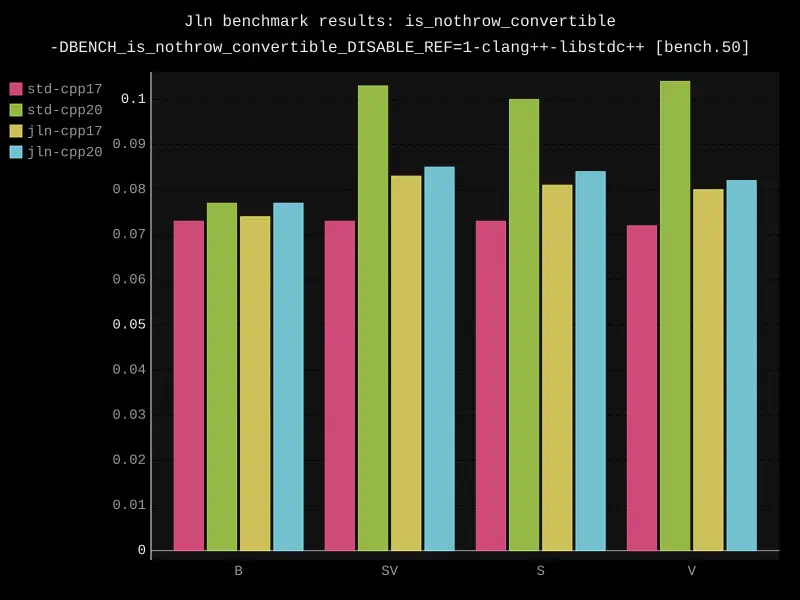 Jln benchmark results: is_nothrow_convertible
-DBENCH_is_nothrow_convertible_DISABLE_REF=1-clang++-libstdc++ [bench.50]
std-cpp17
std-cpp20
jln-cpp17
jln-cpp20
0.1
0.09
0.08
0.07
0.06
0.05
0.04
0.03
0.02
0.01
0
B SV S V